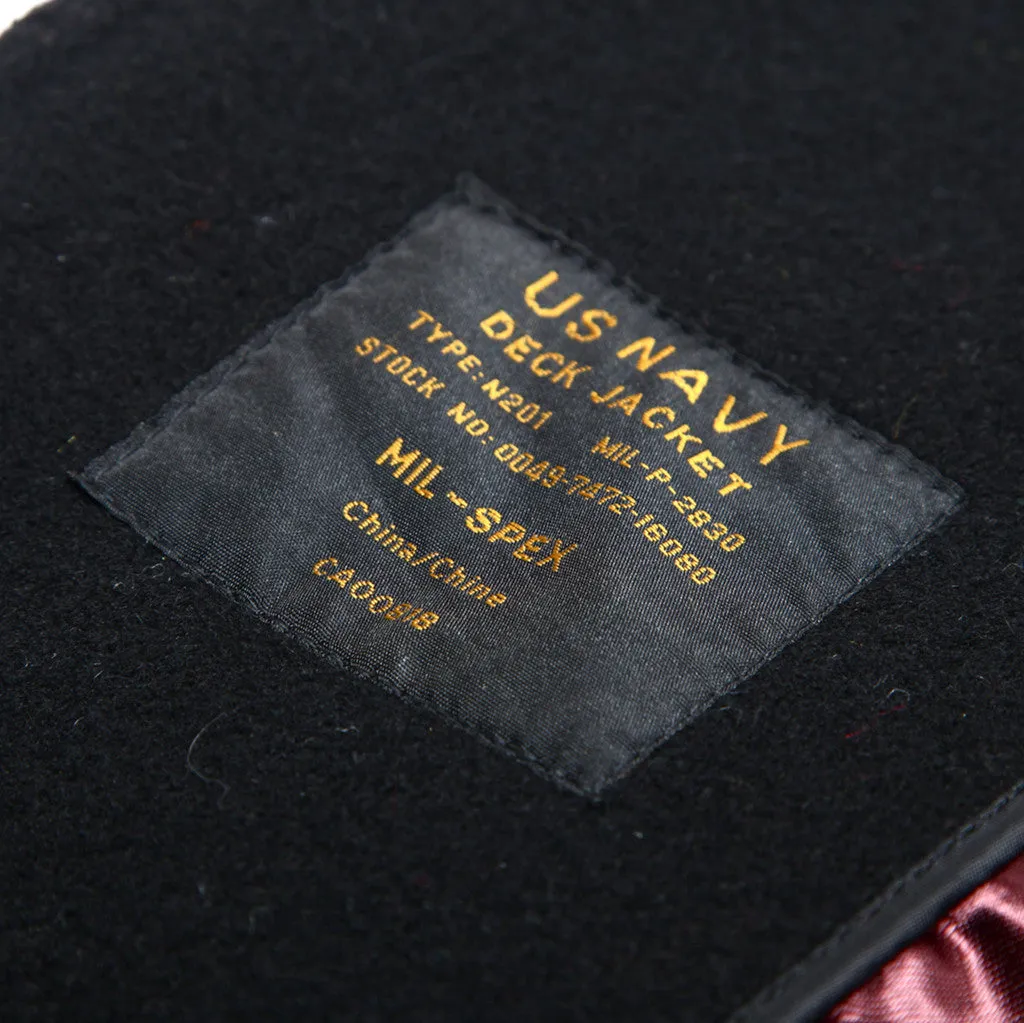 US NAVY
DECK JACKET
TYPE: N201 MIL-P-2830
STOCK NO: 0049-7472-16080
MIL-SPEX
China/Chine
CA00818